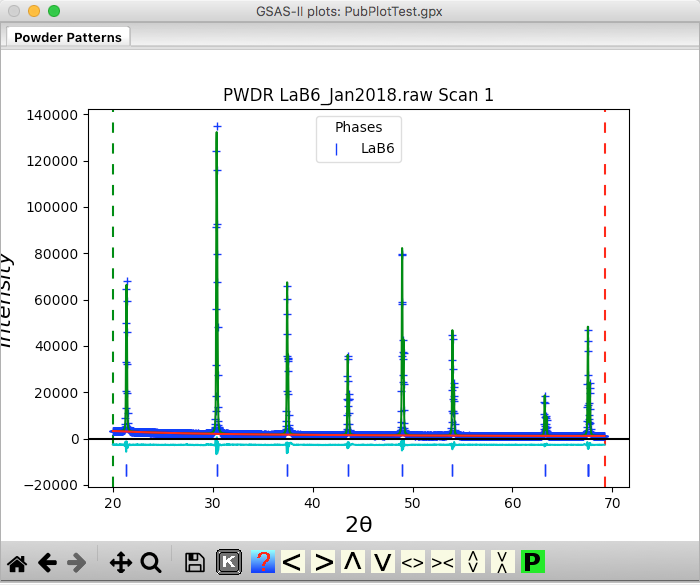 GSAS-II plots: PubPlotTest.gpx
Powder Patterns
PWDR LaB6_Jan2018.raw Scan 1
Phases
LaB6
140000
120000
100000
80000
60000
40000
20000
0
−20000
Intensity
20 30 40 50 60 70
2θ
K ? < > Λ V <> >< P